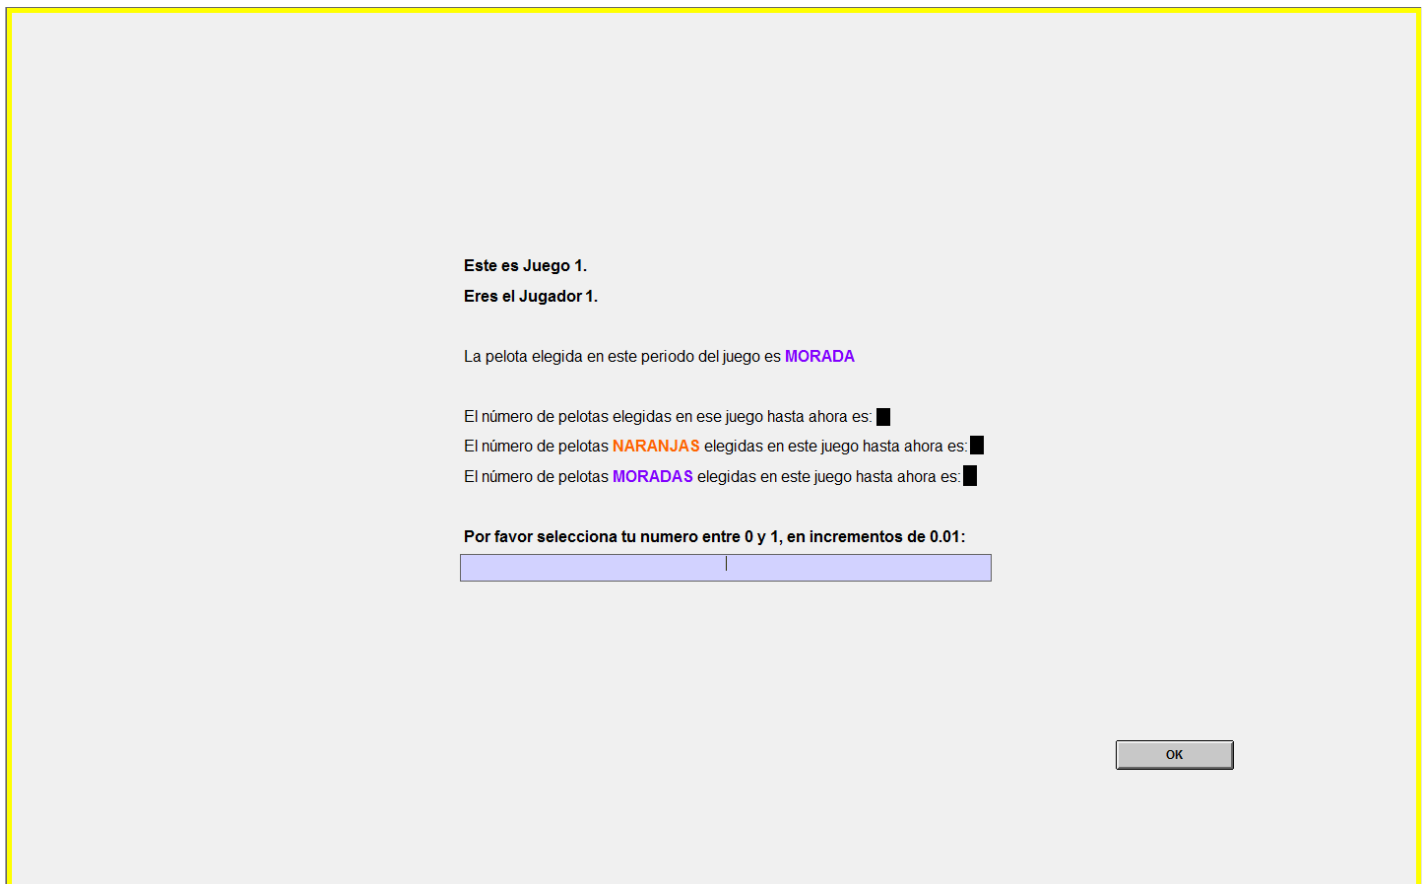 Este es Juego 1.
Eres el Jugador 1.
La pelota elegida en este periodo del juego es MORADA
El número de pelotas elegidas en ese juego hasta ahora es:
El número de pelotas NARANJAS elegidas en este juego hasta ahora es:
El número de pelotas MORADAS elegidas en este juego hasta ahora es:
Por favor selecciona tu numero entre 0 y 1, en incrementos de 0.01:
OK